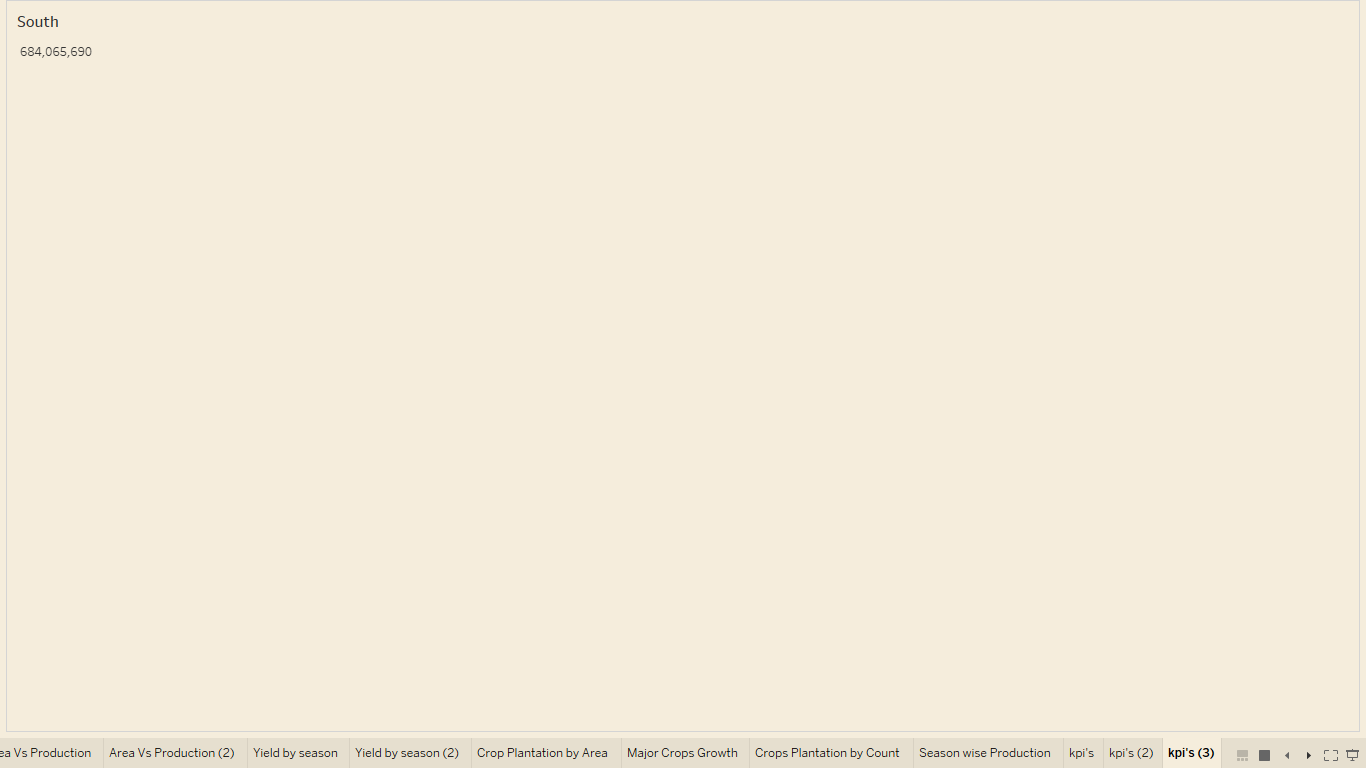 South
684,065,690
ea Vs Production
Area Vs Production (2)
Yield by season
Yield by season (2)
Crop Plantation by Area
Major Crops Growth
Crops Plantation by Count
Season wise Production
kpi's
kpi's (2)
kpi's (3)